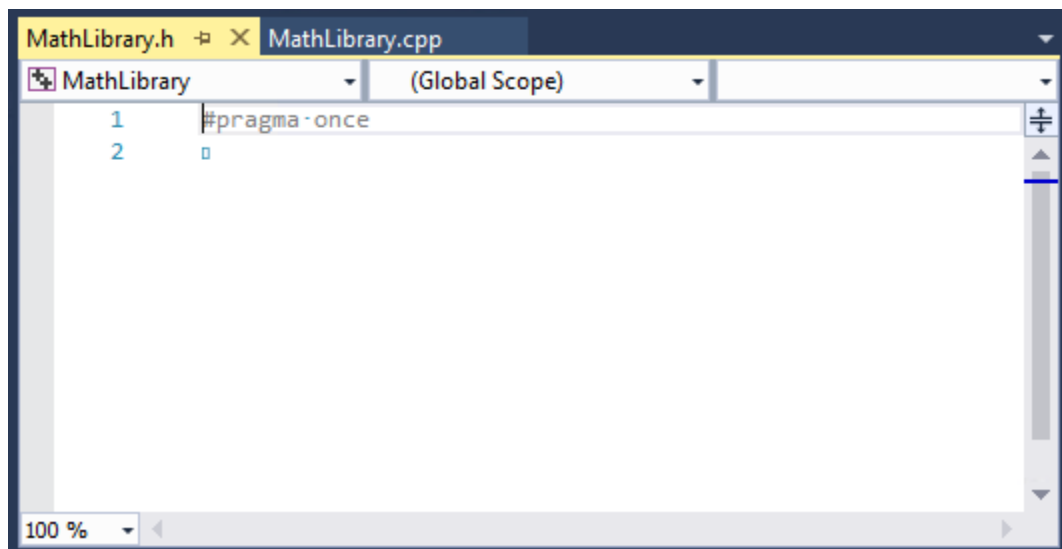 MathLibrary.h MathLibrary.cpp
MathLibrary (Global Scope)
1 #pragma once
2
100 %